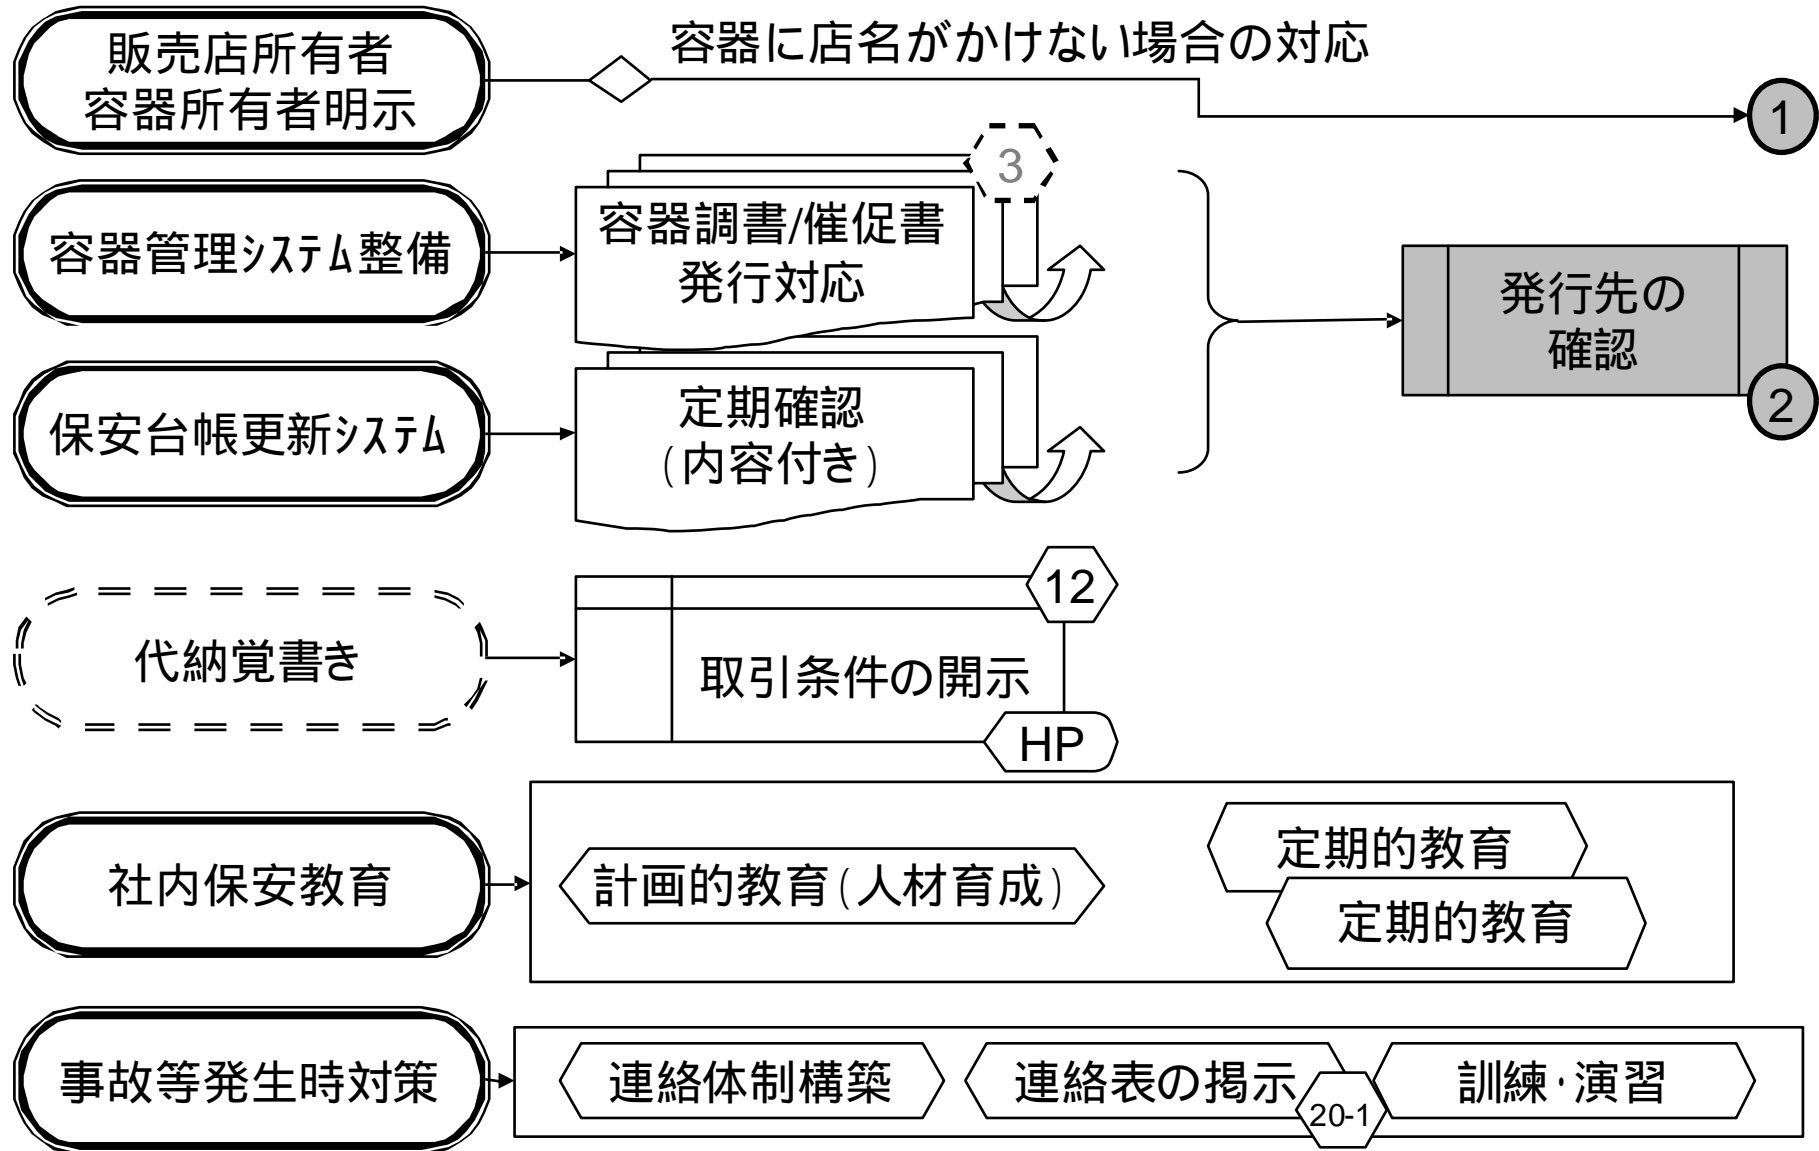 販売店所有者
容器所有者明示
容器に店名がかけない場合の対応
1
容器管理ｼｽﾃﾑ整備
容器調書/催促書
発行対応
3
発行先の
確認
2
保安台帳更新ｼｽﾃﾑ
定期確認
(内容付き)
代納覚書き
取引条件の開示
12
HP
社内保安教育
計画的教育(人材育成)
定期的教育
定期的教育
事故等発生時対策
連絡体制構築
連絡表の掲示
20-1
訓練･演習